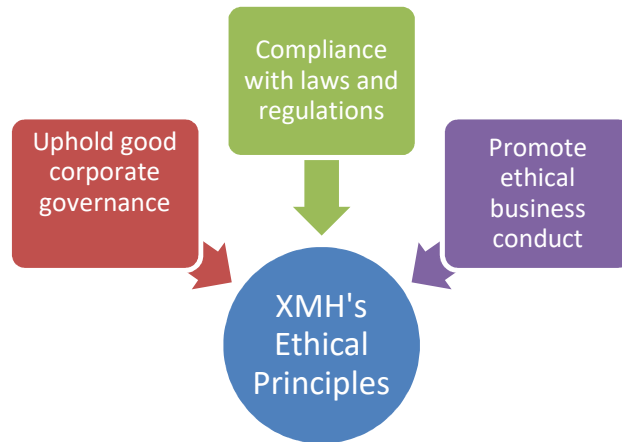 Compliance
with laws and
regulations
Uphold good
corporate
governance
Promote
ethical
business
conduct
XMH's
Ethical
Principles